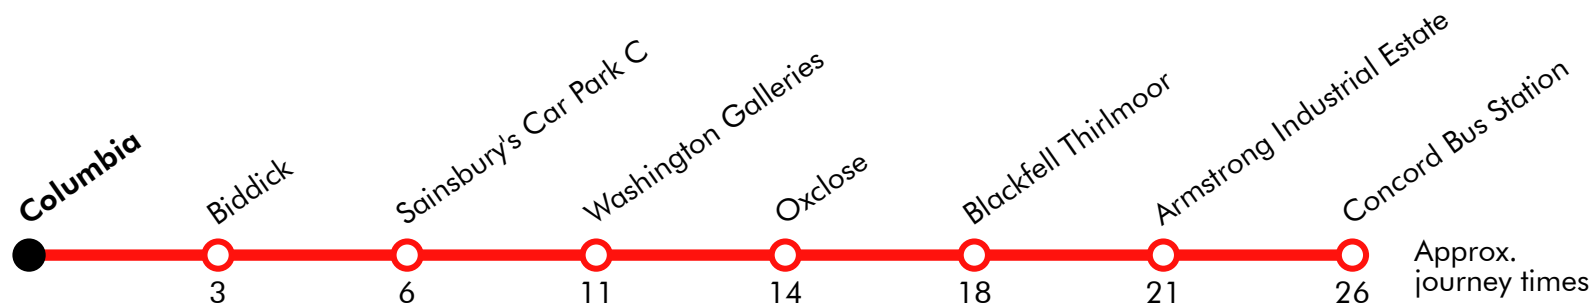 Columbia
Biddick
Sainsbury's Car Park C
Washington Galleries
Oxclose
Blackfell Thirlmoor
Armstrong Industrial Estate
Concord Bus Station
3 6 11 14 18 21 26
Approx.
journey times